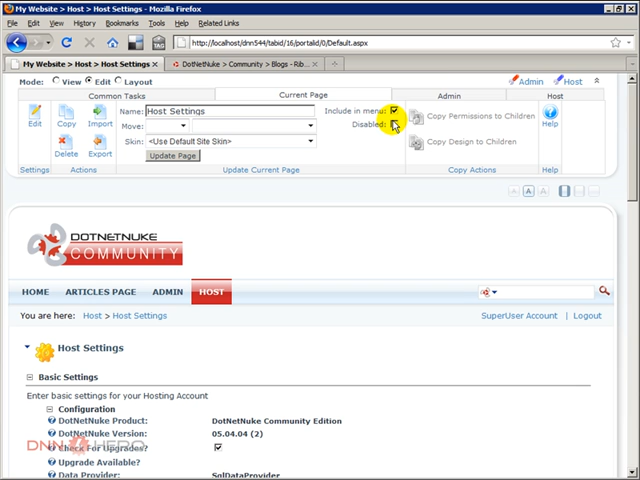 My Website > Host > Host Settings - Mozilla Firefox
File Edit View History Bookmarks Tools Help Related Links
http://localhost/dnn544/tabid/16/portalid/0/Default.aspx
TAG
My Website > Host > Host Settings
DotNetNuke > Community > Blogs - Rib...
Mode: View Edit Layout
Admin Host
Common Tasks Current Page Admin Host
Edit Copy Import
Name: Host Settings
Include in menu:
Copy Permissions to Children
Help
Move:
Disabled:
Delete Export
Skin: <Use Default Site Skin>
Copy Design to Children
Update Page
Settings Actions Update Current Page Copy Actions Help
A A A
DOTNETNUKE
COMMUNITY
HOME ARTICLES PAGE ADMIN HOST
You are here: Host > Host Settings
SuperUser Account | Logout
Host Settings
Basic Settings
Enter basic settings for your Hosting Account
Configuration
DotNetNuke Product: DotNetNuke Community Edition
DotNetNuke Version: 05.04.04 (2)
Check For Upgrades?
DNN HERO
Upgrade Available?
Data Provider: SqlDataProvider